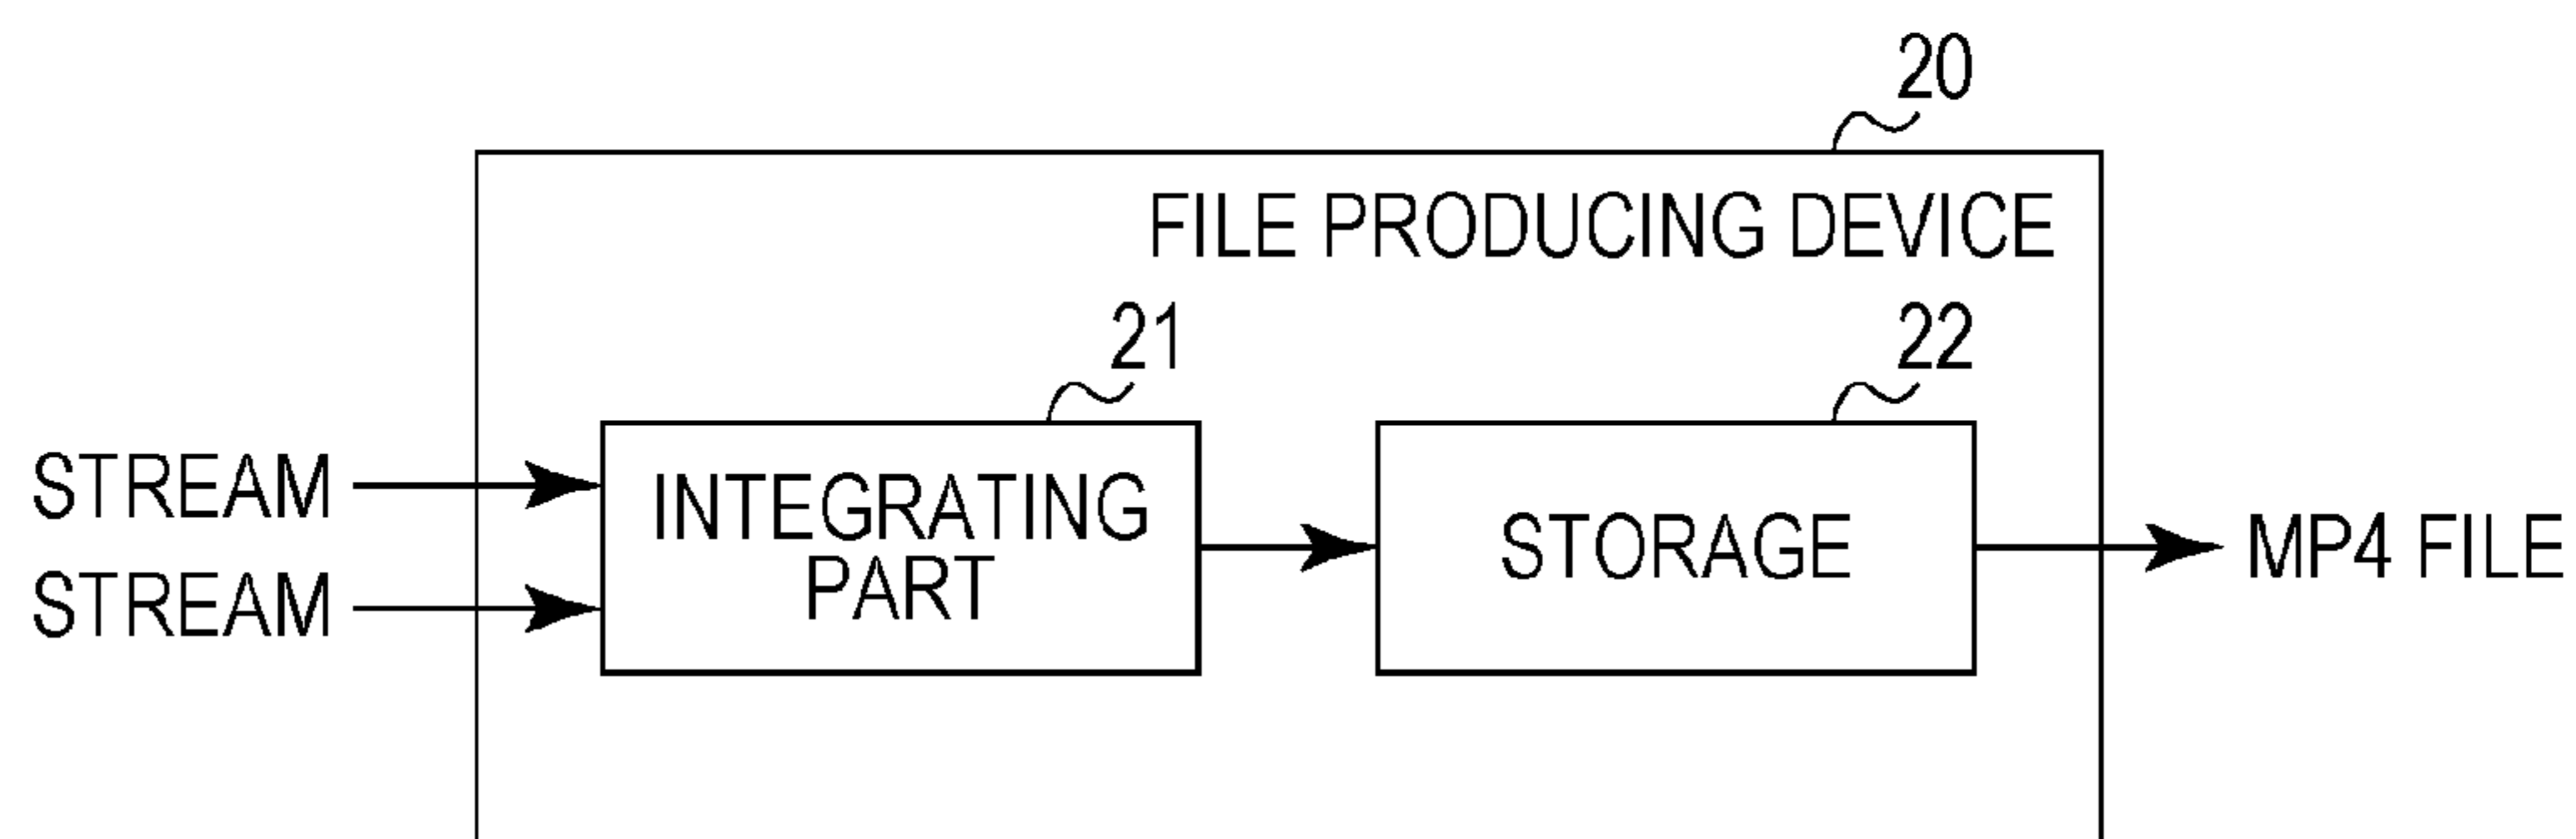 20
FILE PRODUCING DEVICE
21
22
STREAM
INTEGRATING
PART
STORAGE
MP4 FILE
STREAM